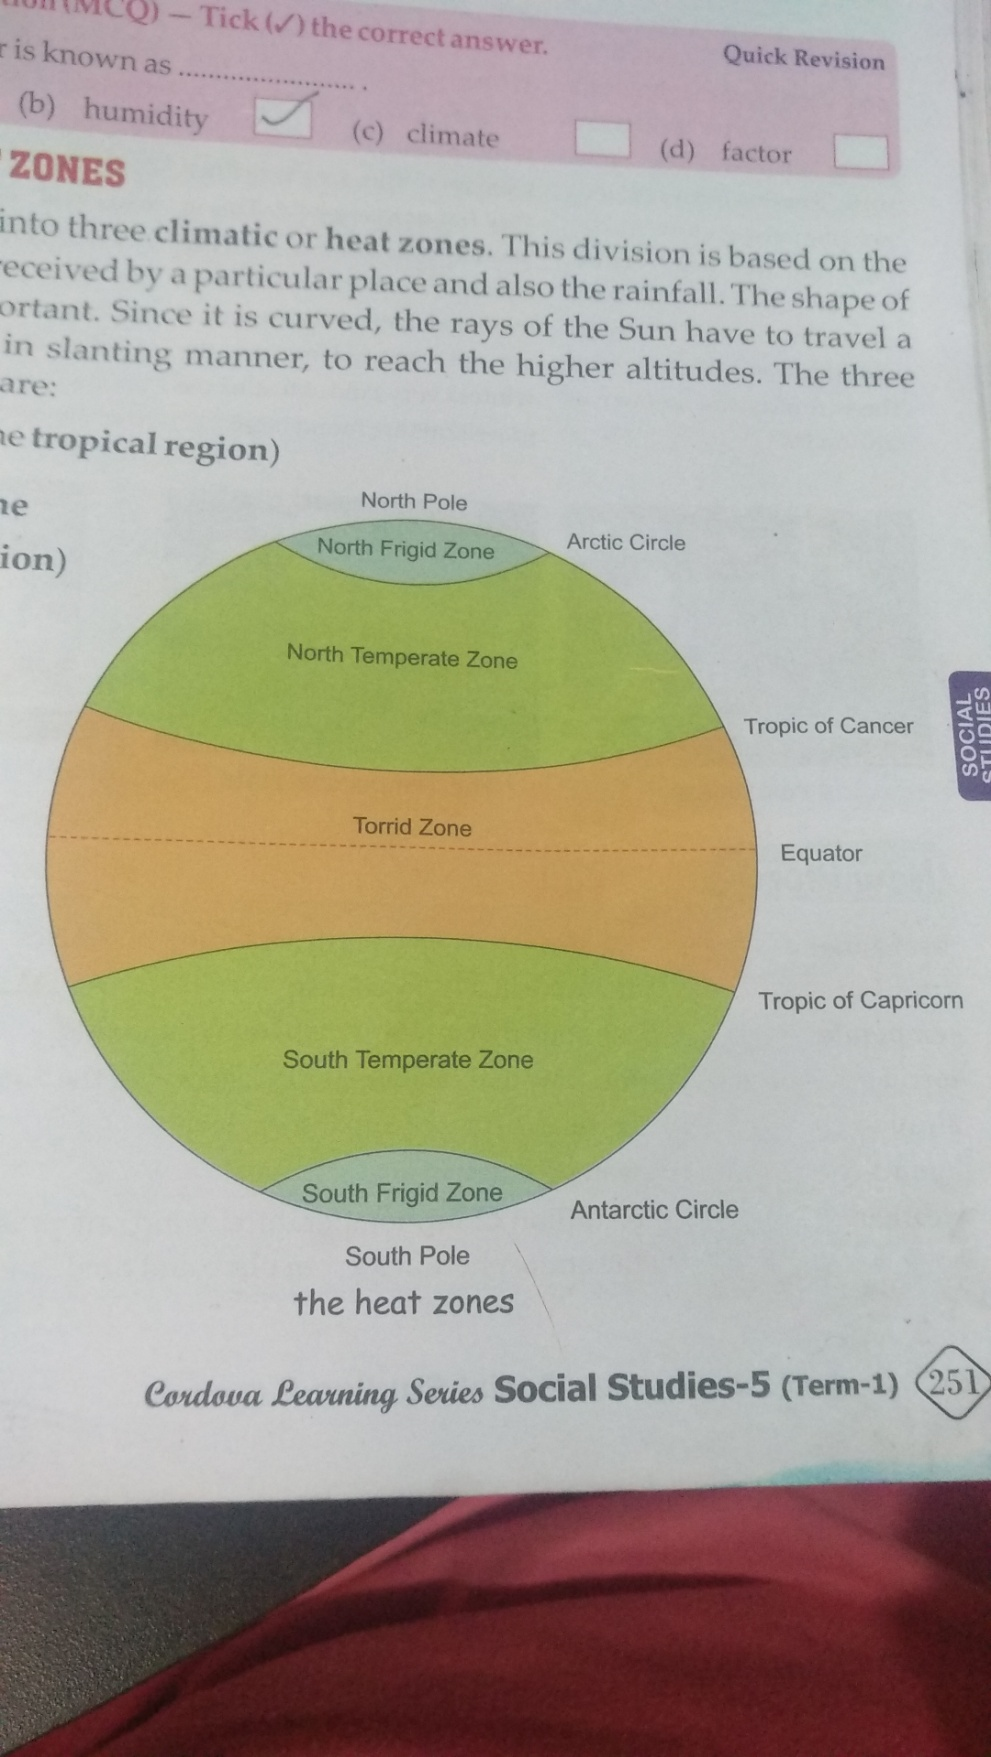 (MCQ) – Tick (✓) the correct answer.
Quick Revision
r is known as .......................... .
(b) humidity ✓ (c) climate (d) factor
ZONES
into three climatic or heat zones. This division is based on the
received by a particular place and also the rainfall. The shape of
ortant. Since it is curved, the rays of the Sun have to travel a
in slanting manner, to reach the higher altitudes. The three
are:
he tropical region)
ne
ion)
North Pole
North Frigid Zone
Arctic Circle
North Temperate Zone
Tropic of Cancer
SOCIAL
STUDIES
Torrid Zone
Equator
Tropic of Capricorn
South Temperate Zone
South Frigid Zone
Antarctic Circle
South Pole
the heat zones
Cordova Learning Series Social Studies-5 (Term-1) 251